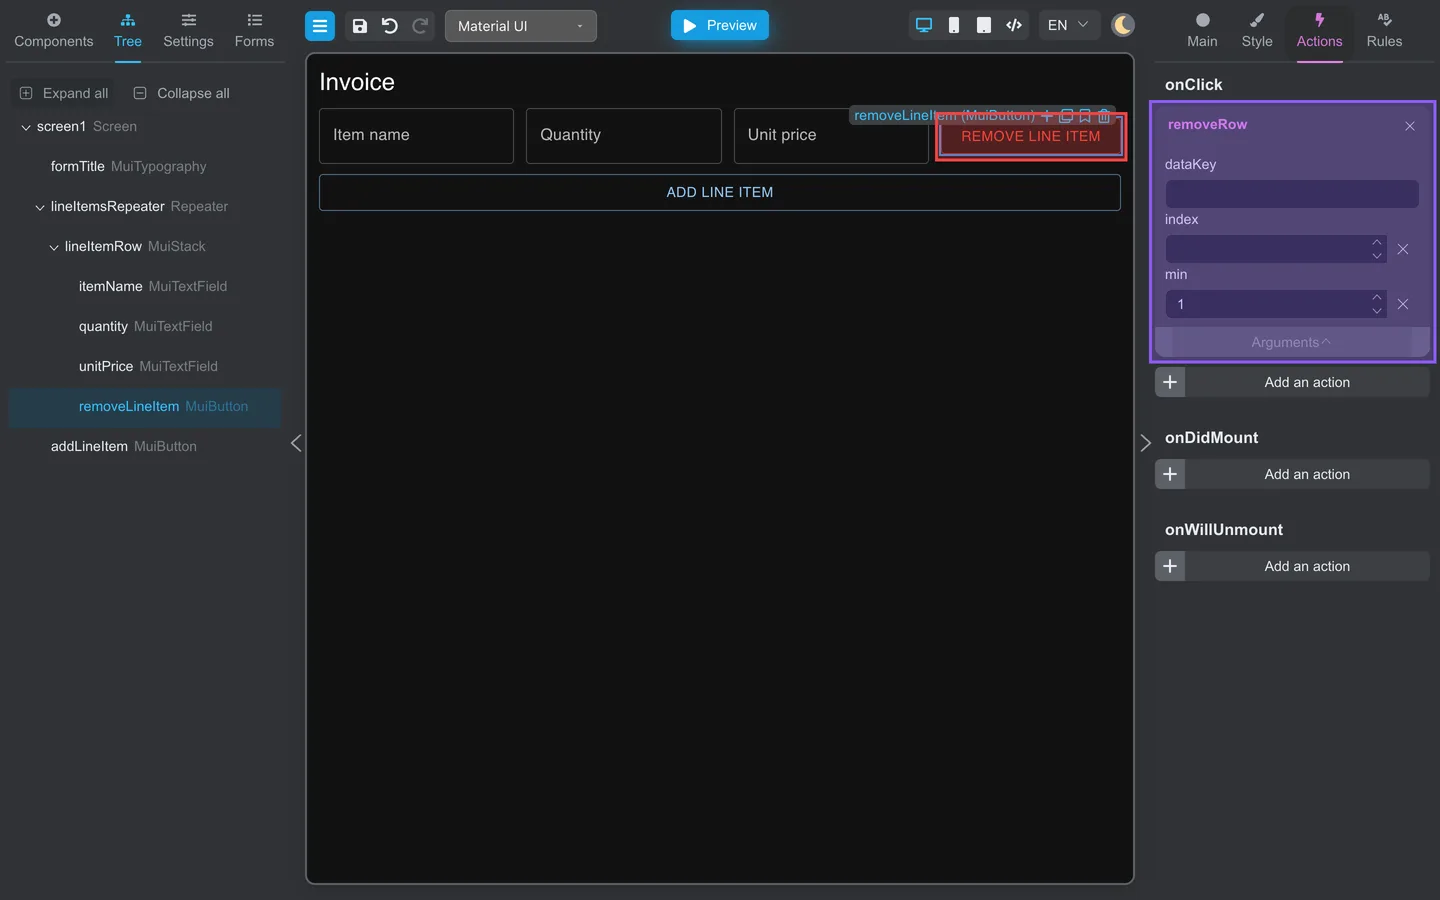 Components Tree Settings Forms
Material UI
Preview
EN
Main Style Actions Rules
Expand all Collapse all
screen1 Screen
formTitle MuiTypography
lineItemsRepeater Repeater
lineItemRow MuiStack
itemName MuiTextField
quantity MuiTextField
unitPrice MuiTextField
removeLineItem MuiButton
addLineItem MuiButton
Invoice
removeLineItem (MuiButton)
Item name
Quantity
Unit price
REMOVE LINE ITEM
ADD LINE ITEM
onClick
removeRow
dataKey
index
min
1
Arguments
Add an action
onDidMount
Add an action
onWillUnmount
Add an action